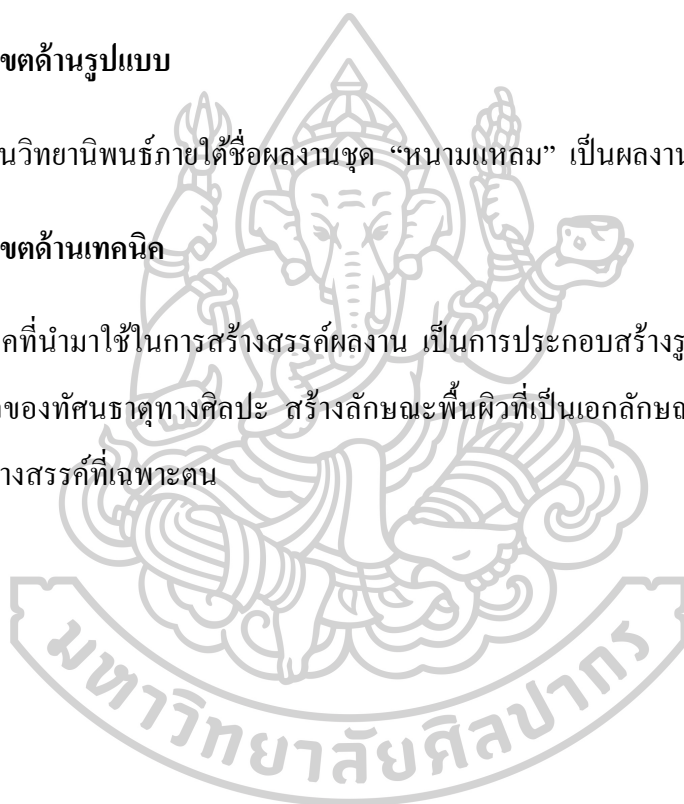 ขตด้านรูปแบบ
นวิทยานิพนธ์ภายใต้ชื่อผลงานชุด “หนามแหลม” เป็นผลงาน
ขตด้านเทคนิค
คที่นำมาใช้ในการสร้างสรรค์ผลงาน เป็นการประกอบสร้างรู
ของทัศนธาตุทางศิลปะ สร้างลักษณะพื้นผิวที่เป็นเอกลักษณ
างสรรค์ที่เฉพาะตน
มหาวิทยาลัยศิลปากร